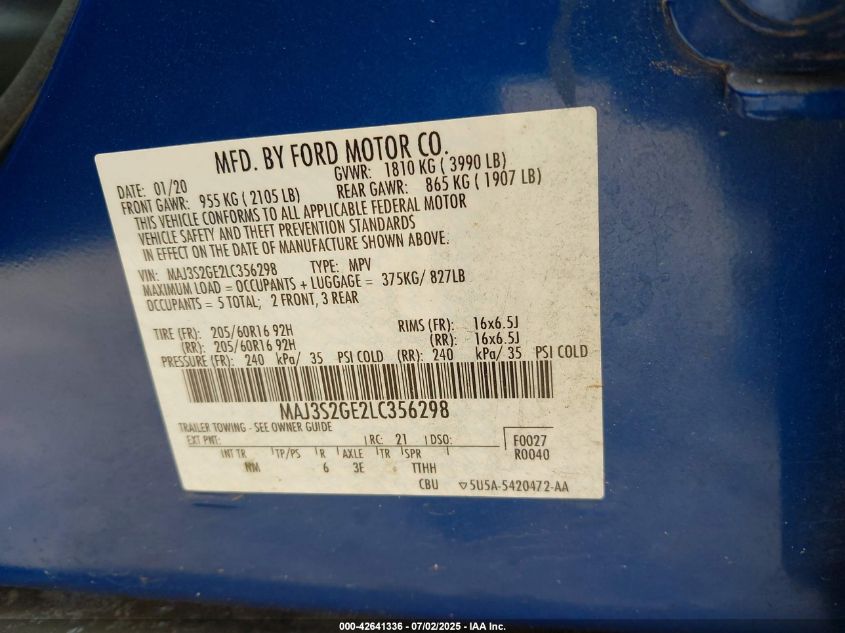 MFD. BY FORD MOTOR CO.
DATE: 01/20 GVWR: 1810 KG ( 3990 LB)
FRONT GAWR: 955 KG ( 2105 LB) REAR GAWR: 865 KG ( 1907 LB)
THIS VEHICLE CONFORMS TO ALL APPLICABLE FEDERAL MOTOR
VEHICLE SAFETY AND THEFT PREVENTION STANDARDS
IN EFFECT ON THE DATE OF MANUFACTURE SHOWN ABOVE.
VIN: MAJ3S2GE2LC356298 TYPE: MPV
MAXIMUM LOAD = OCCUPANTS + LUGGAGE = 375KG/ 827LB
OCCUPANTS = 5 TOTAL; 2 FRONT, 3 REAR
TIRE (FR): 205/60R16 92H RIMS (FR): 16x6.5J
(RR): 205/60R16 92H (RR): 16x6.5J
PRESSURE (FR): 240 kPa/ 35 PSI COLD (RR): 240 kPa/ 35 PSI COLD
MAJ3S2GE2LC356298
TRAILER TOWING - SEE OWNER GUIDE
EXT PNT: RC: 21 DSO: F0027
INT TR TP/PS R AXLE TR SPR R0040
NM 6 3E TTHH
CBU ▽5U5A-5420472-AA
000-42641336 - 07/02/2025 - IAA Inc.